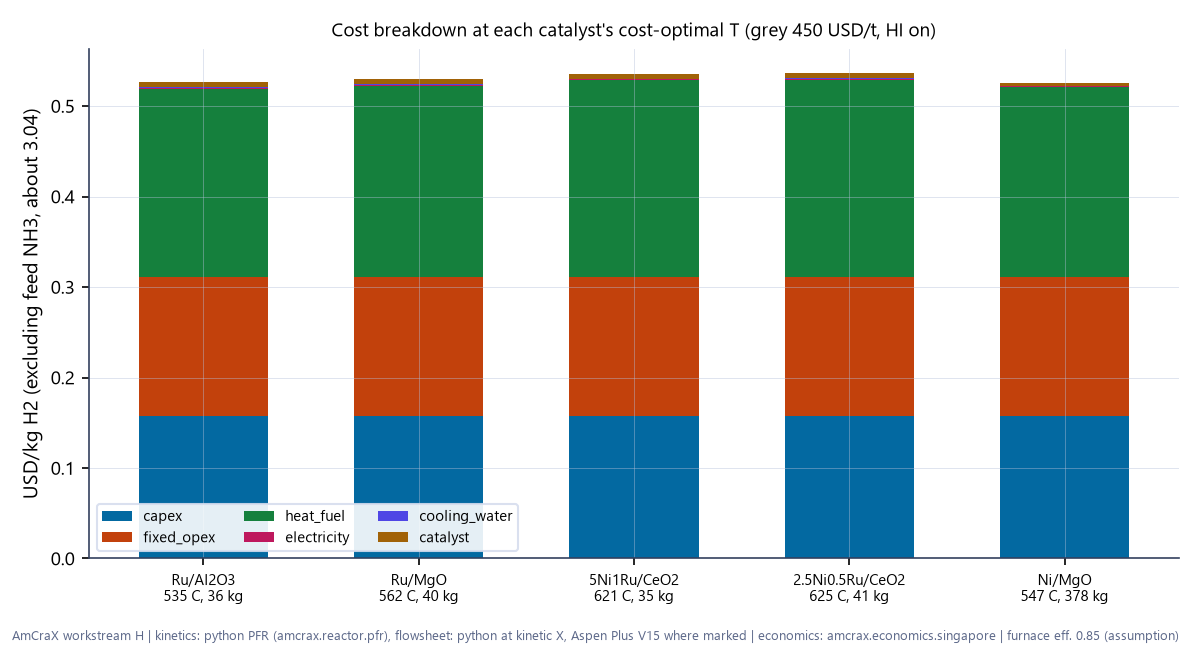 Cost breakdown at each catalyst's cost-optimal T (grey 450 USD/t, HI on)
USD/kg H2 (excluding feed NH3, about 3.04)
0.5
0.4
0.3
0.2
0.1
0.0
capex
heat_fuel
cooling_water
fixed_opex
electricity
catalyst
Ru/Al2O3
535 C, 36 kg
Ru/MgO
562 C, 40 kg
5Ni1Ru/CeO2
621 C, 35 kg
2.5Ni0.5Ru/CeO2
625 C, 41 kg
Ni/MgO
547 C, 378 kg
AmCraX workstream H | kinetics: python PFR (amcrax.reactor.pfr), flowsheet: python at kinetic X, Aspen Plus V15 where marked | economics: amcrax.economics.singapore | furnace eff. 0.85 (assumption)